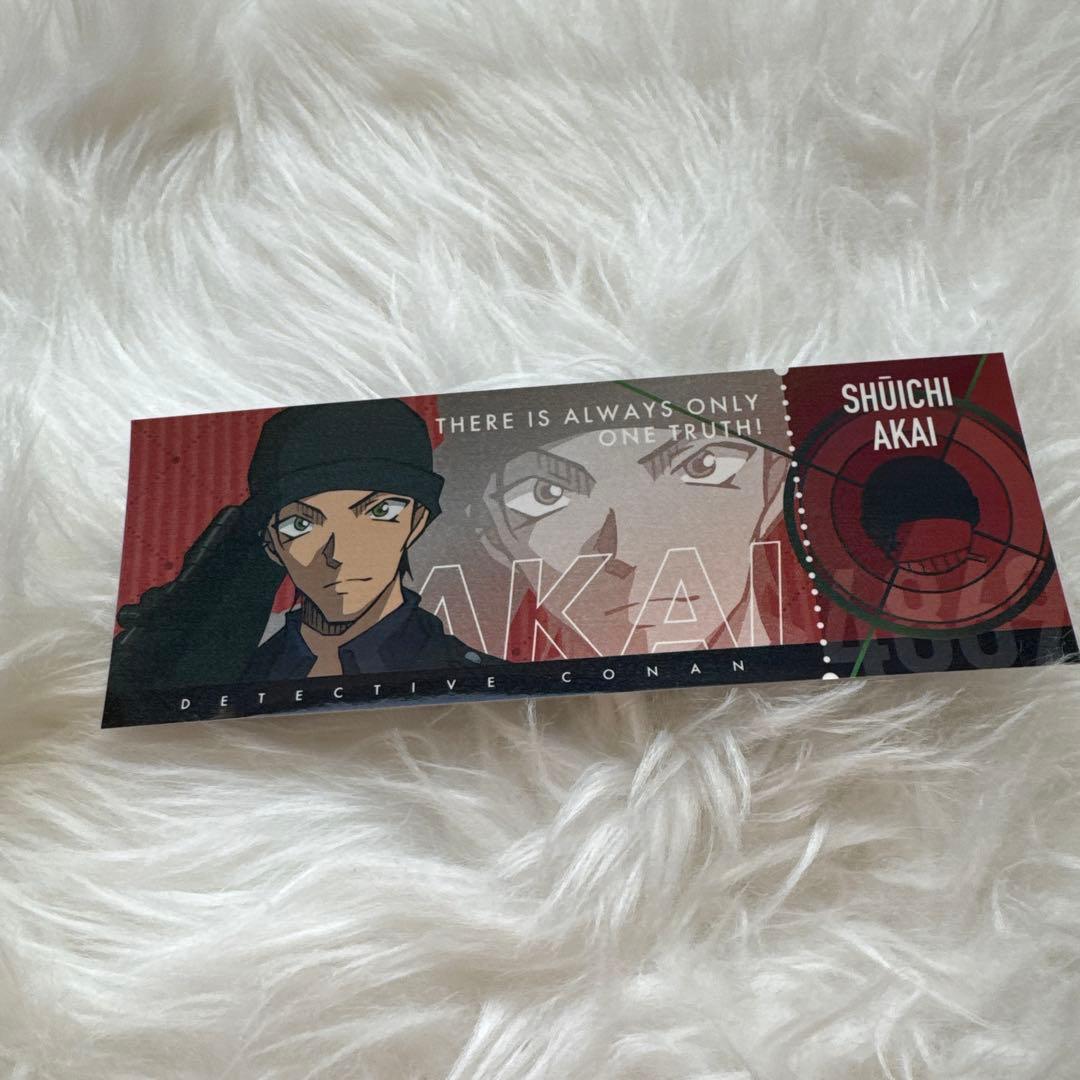 THERE IS ALWAYS ONLY
ONE TRUTH!
AKAI
DETECTIVE CONAN
SHŪICHI
AKAI